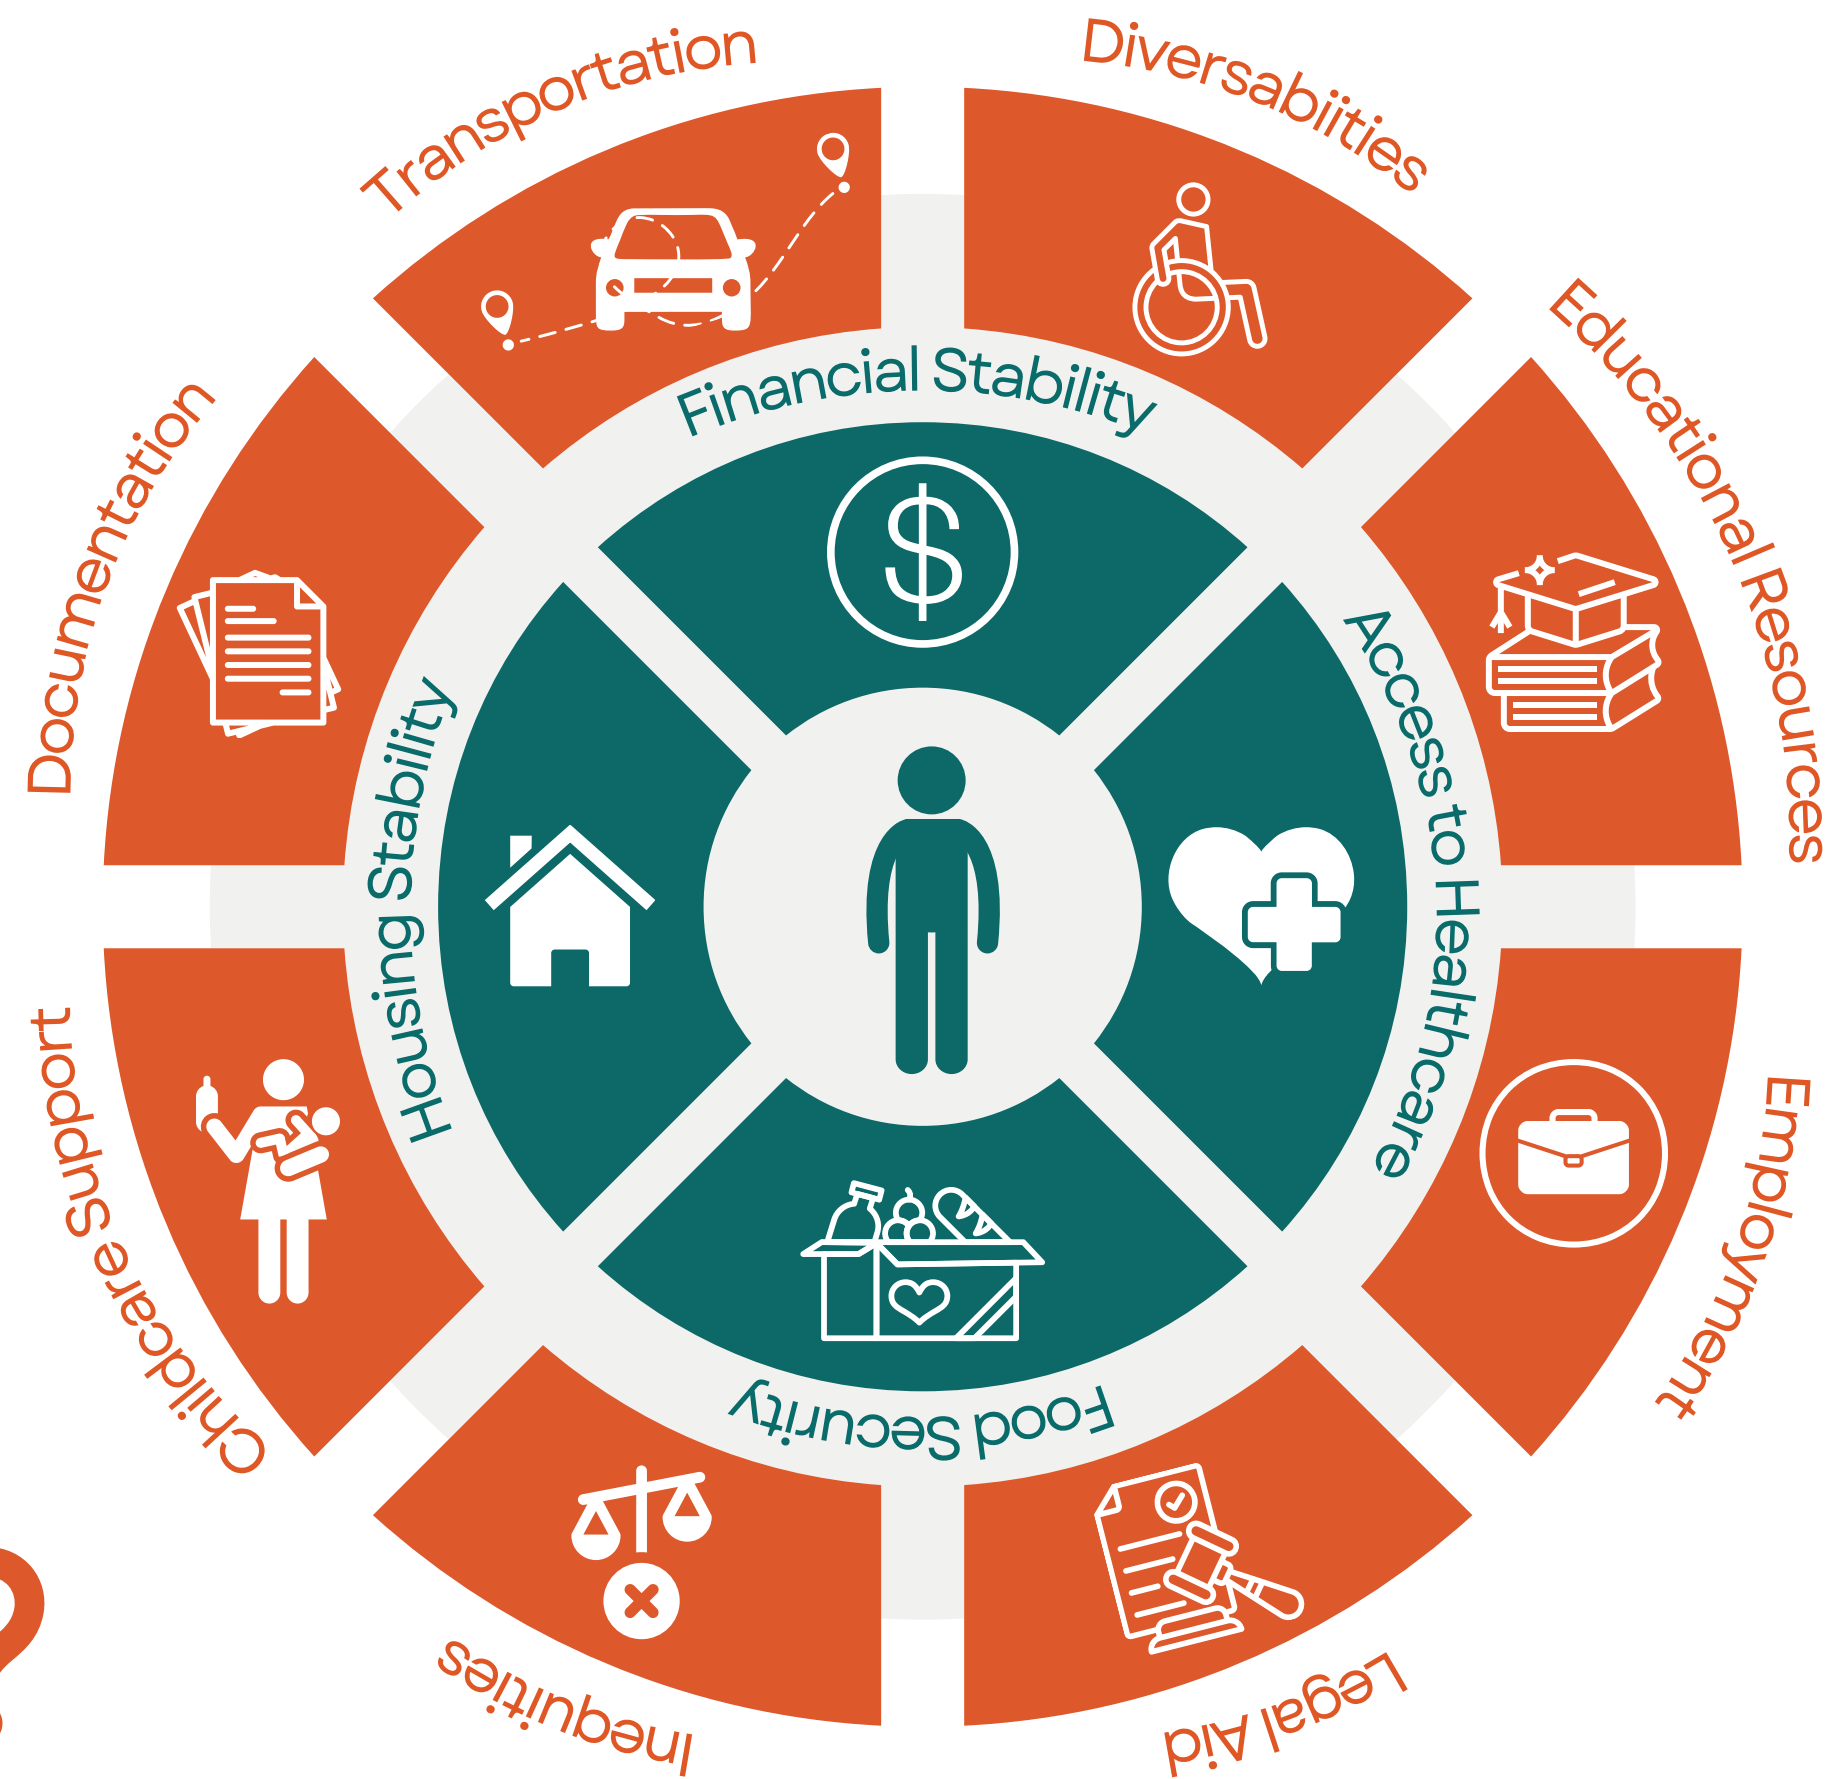 Transportation
Diversabiities
Educational Resources
Employment
Legal Aid
Inequities
Childcare Support
Documentation
Financial Stability
Access to Healthcare
Food Security
Housing Stability
$
?